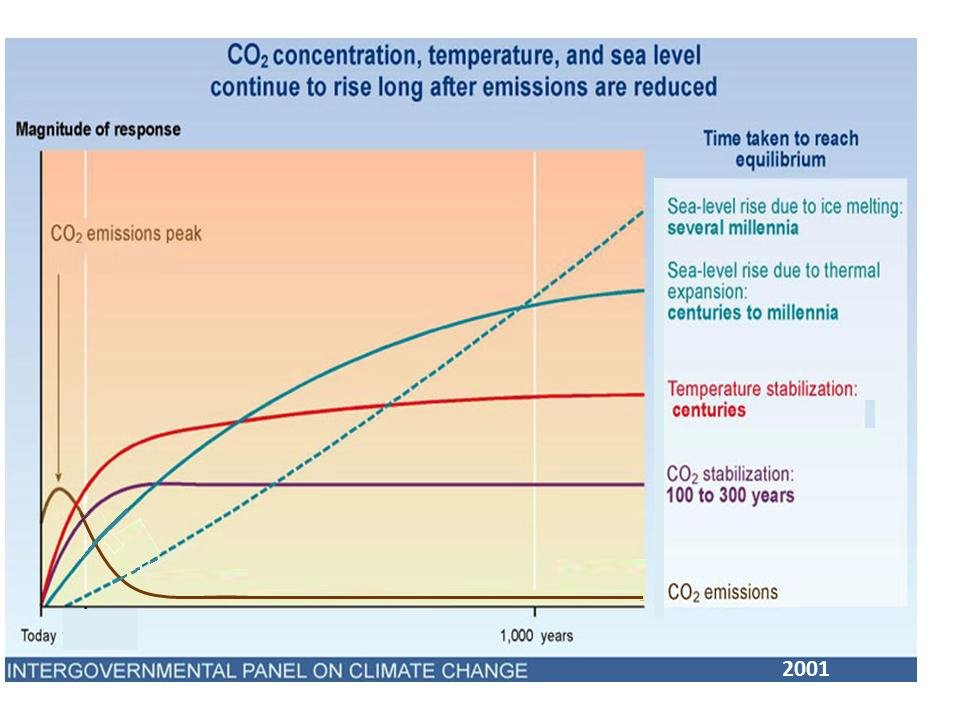 CO₂ concentration, temperature, and sea level
continue to rise long after emissions are reduced
Magnitude of response
Time taken to reach
equilibrium
CO₂ emissions peak
Sea-level rise due to ice melting:
several millennia
Sea-level rise due to thermal
expansion:
centuries to millennia
Temperature stabilization:
centuries
CO₂ stabilization:
100 to 300 years
CO₂ emissions
Today
1,000 years
INTERGOVERNMENTAL PANEL ON CLIMATE CHANGE
2001